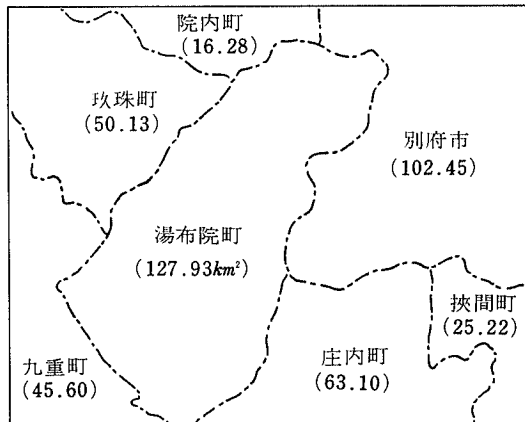 院内町
(16.28)
玖珠町
(50.13)
別府市
(102.45)
湯布院町
(127.93km²)
挾間町
(25.22)
九重町
(45.60)
庄内町
(63.10)